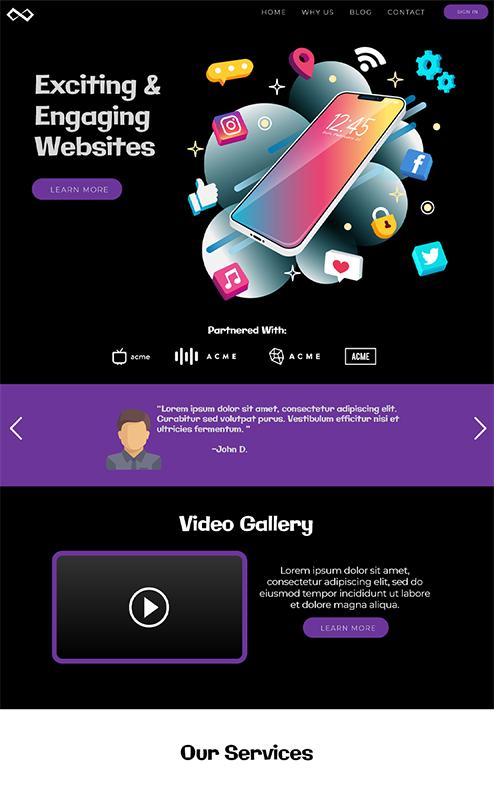 HOME WHY US BLOG CONTACT SIGN IN
Exciting &
Engaging
Websites
LEARN MORE
12:45
Partnered With:
acme ACME ACME ACME
"Lorem ipsum dolor sit amet, consectetur adipiscing elit.
Curabitur sed volutpat purus. Vestibulum efficitur nisi et
ultricies fermentum. "
-John D.
Video Gallery
Lorem ipsum dolor sit amet,
consectetur adipiscing elit, sed do
eiusmod tempor incididunt ut labore
et dolore magna aliqua.
LEARN MORE
Our Services